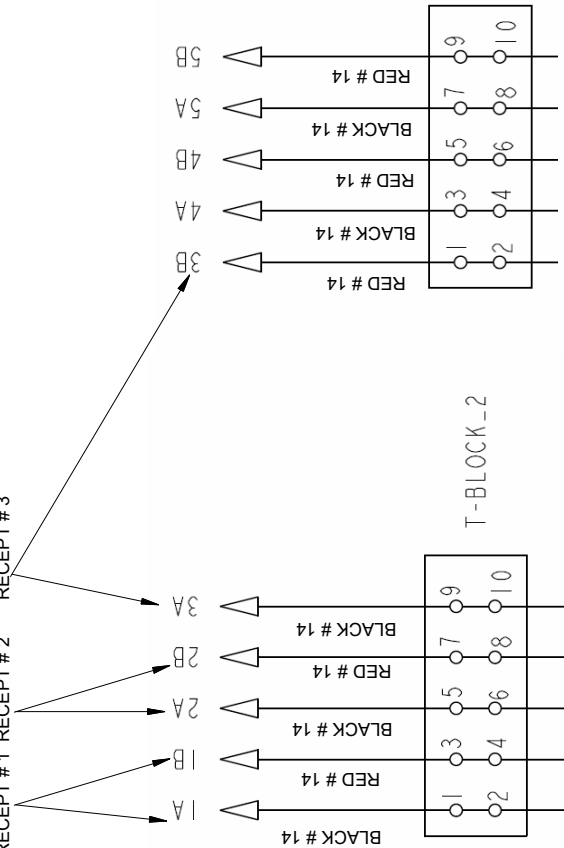 5B
RED # 14
9
10
5A
BLACK # 14
7
8
4B
RED # 14
5
6
4A
BLACK # 14
3
4
3B
RED # 14
1
2
T-BLOCK_2
RECEPT # 3
RECEPT # 2
RECEPT # 1
3A
BLACK # 14
9
10
2B
RED # 14
7
8
2A
BLACK # 14
5
6
1B
RED # 14
3
4
1A
BLACK # 14
1
2